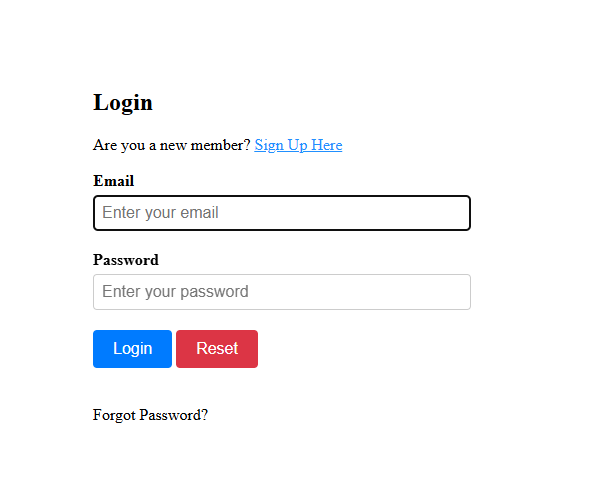 Login
Are you a new member? Sign Up Here
Email
Enter your email
Password
Enter your password
Login Reset
Forgot Password?